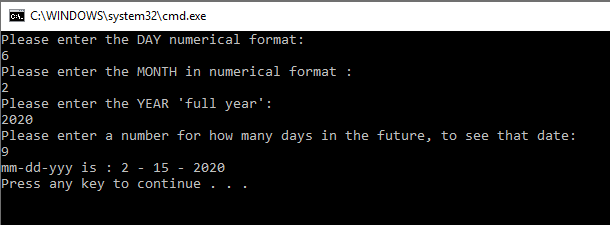 C:\WINDOWS\system32\cmd.exe
Please enter the DAY numerical format:
6
Please enter the MONTH in numerical format :
2
Please enter the YEAR 'full year':
2020
Please enter a number for how many days in the future, to see that date:
9
mm-dd-yyy is : 2 - 15 - 2020
Press any key to continue . . .